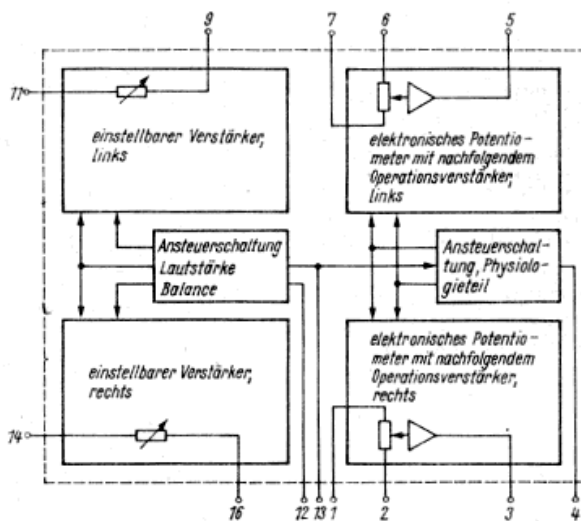 9
7
6
5
11
einstellbarer Verstärker,
links
elektronisches Potentio-
meter mit nachfolgendem
Operationsverstärker,
links
Ansteuerschaltung
Lautstärke
Balance
Ansteuerschal-
tung, Physiolo-
gieteil
einstellbarer Verstärker,
rechts
elektronisches Potentio-
meter mit nachfolgendem
Operationsverstärker,
rechts
14
16
12
13
1
2
3
4